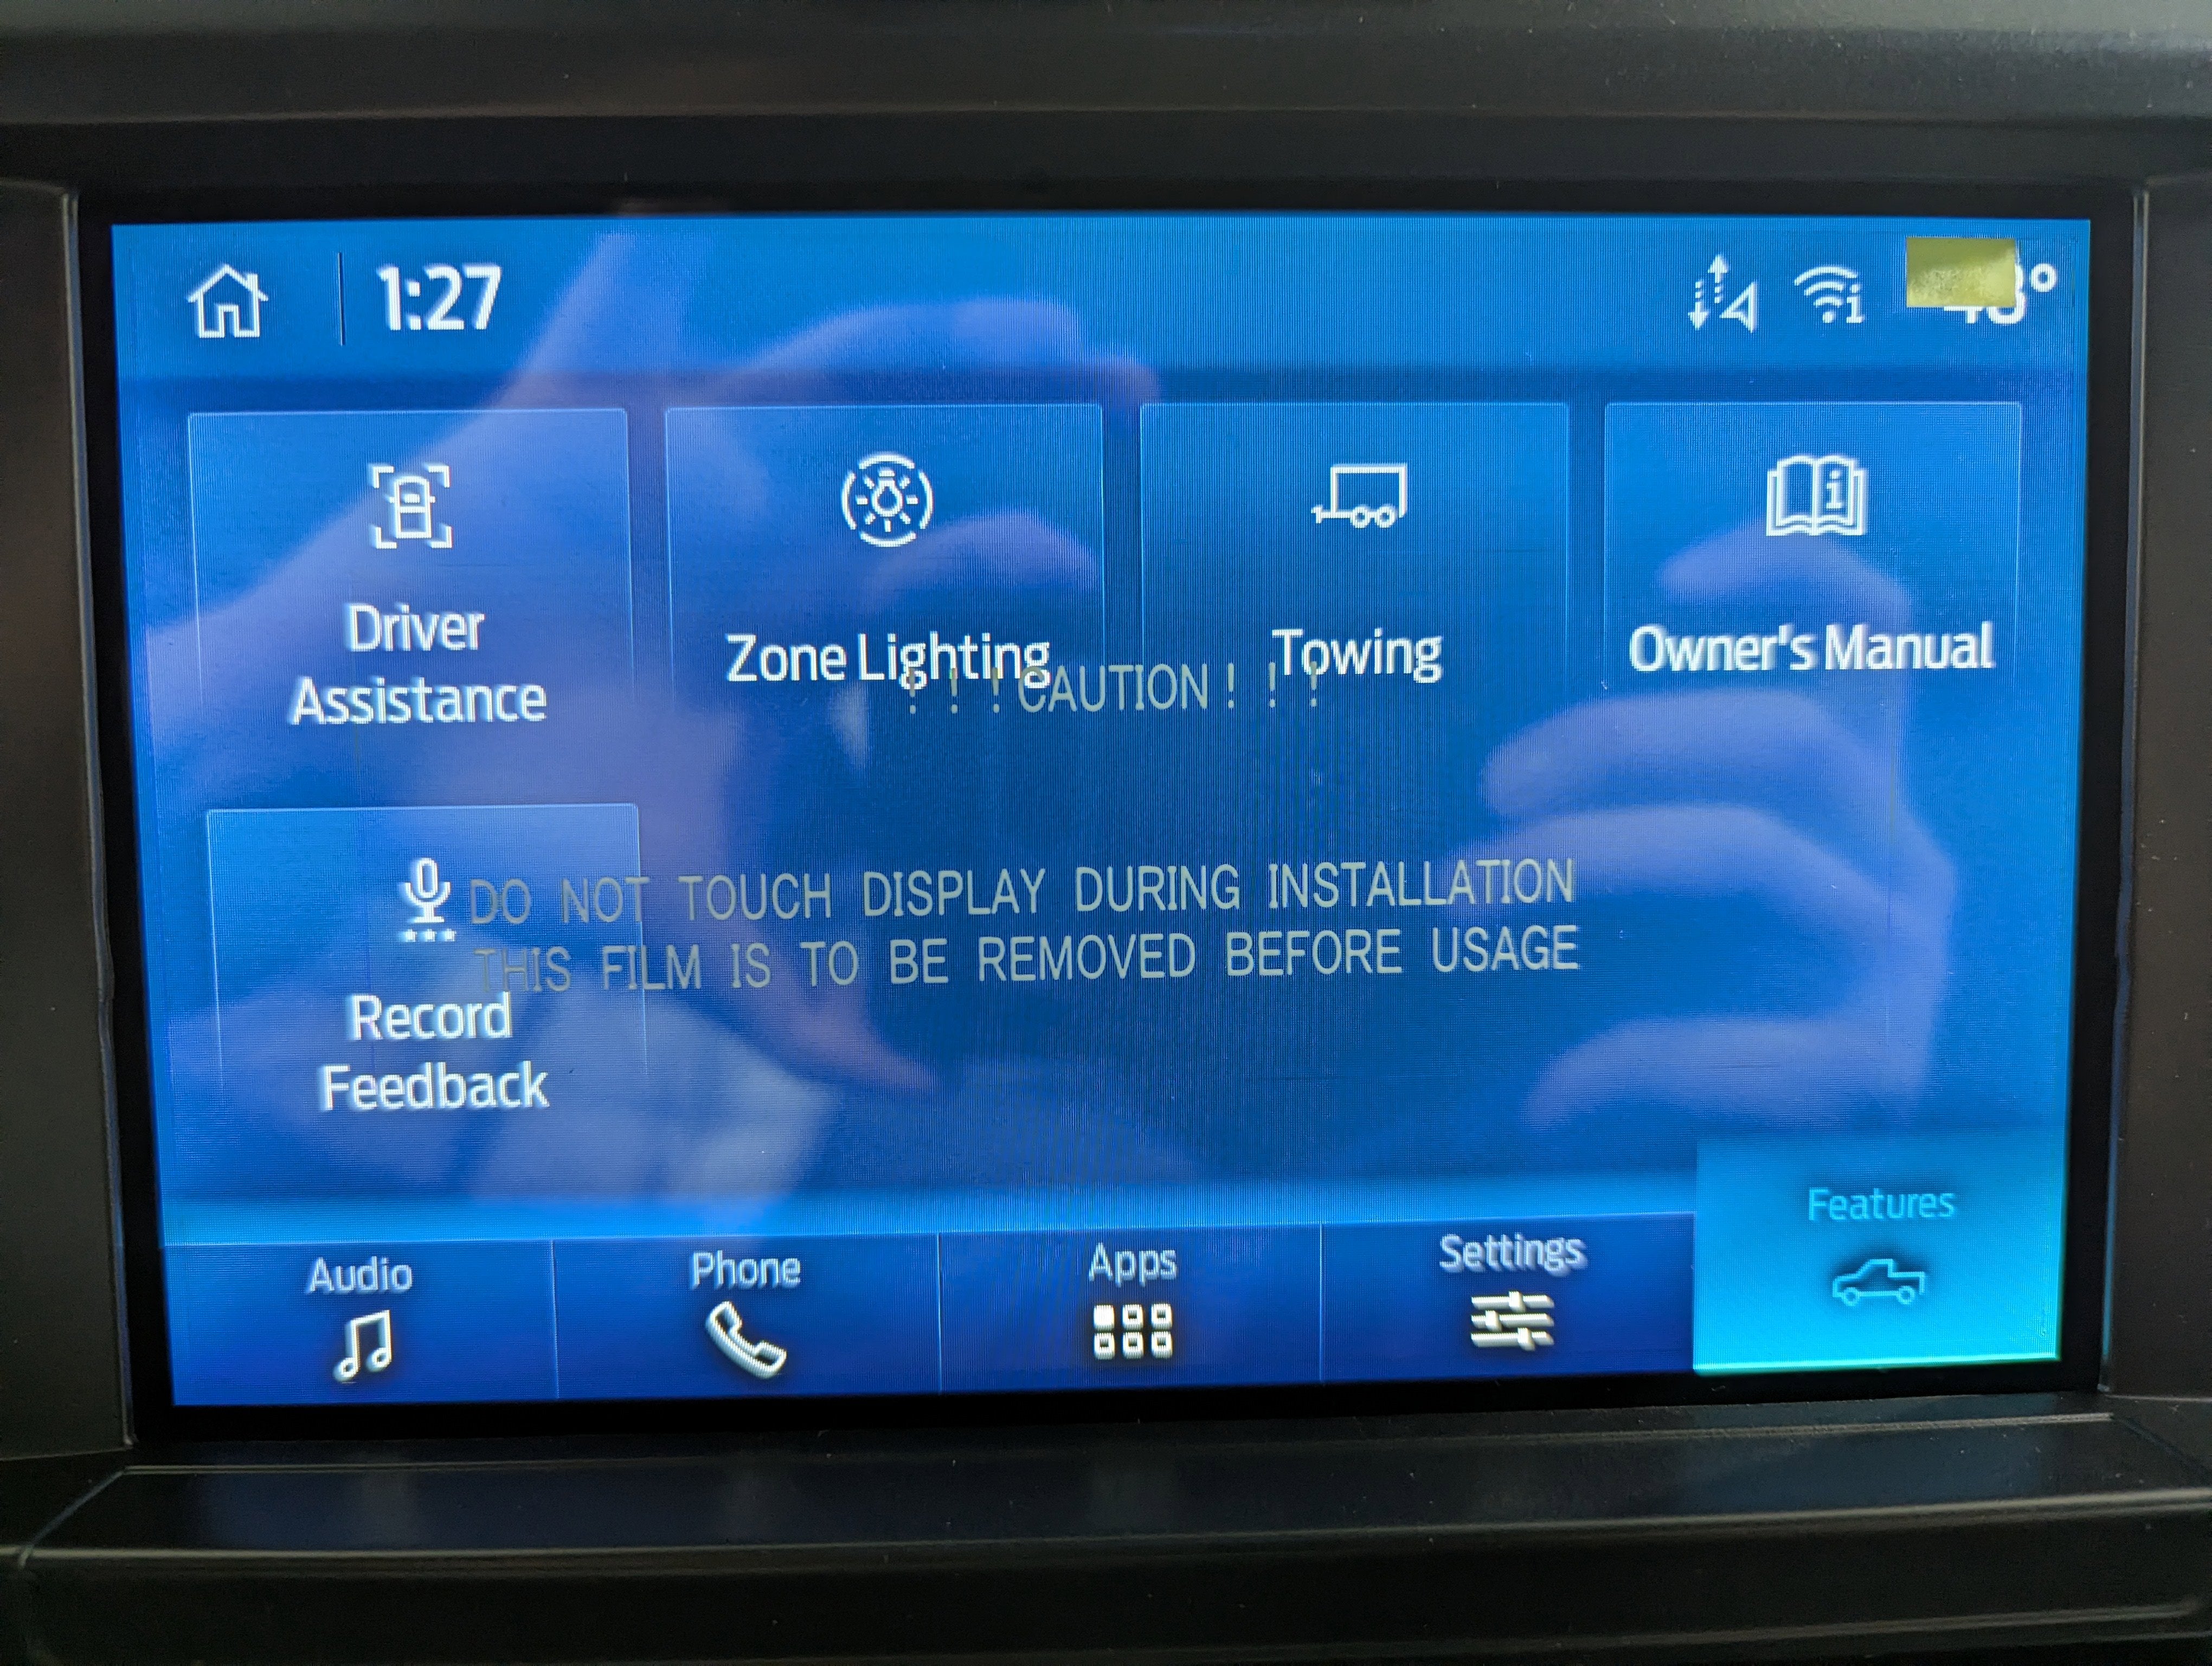 1:27
Driver
Assistance
Zone Lighting
Towing
Owner's Manual
! ! ! CAUTION ! ! !
DO NOT TOUCH DISPLAY DURING INSTALLATION
THIS FILM IS TO BE REMOVED BEFORE USAGE
Record
Feedback
Audio
Phone
Apps
Settings
Features